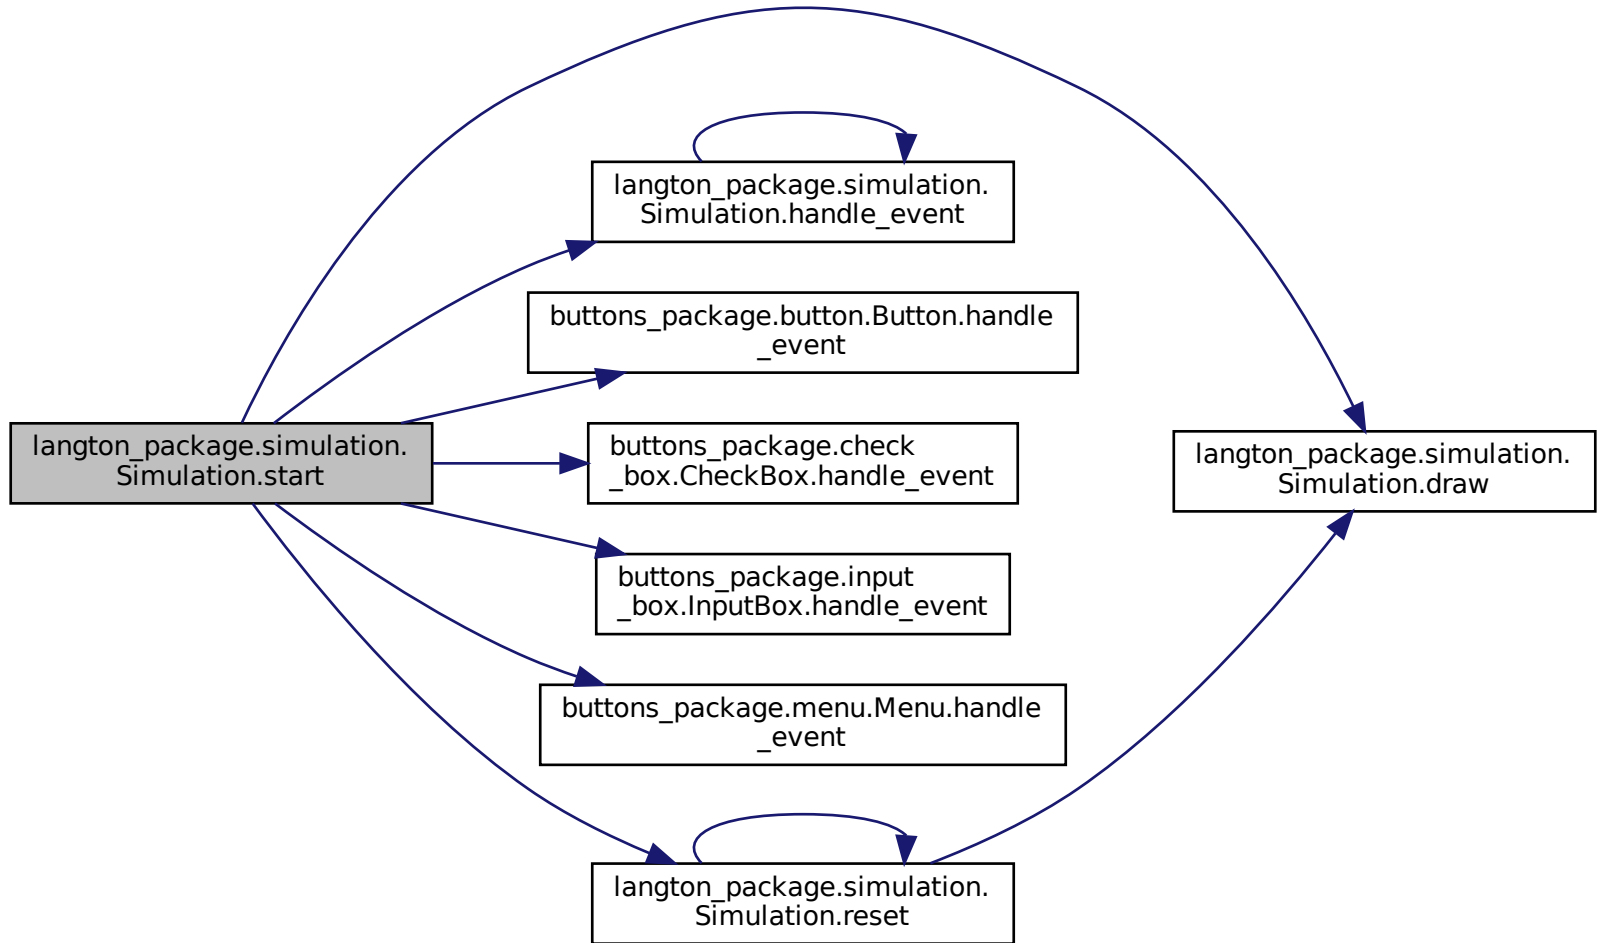 langton_package.simulation.
Simulation.handle_event
buttons_package.button.Button.handle
_event
langton_package.simulation.
Simulation.start
buttons_package.check
_box.CheckBox.handle_event
langton_package.simulation.
Simulation.draw
buttons_package.input
_box.InputBox.handle_event
buttons_package.menu.Menu.handle
_event
langton_package.simulation.
Simulation.reset